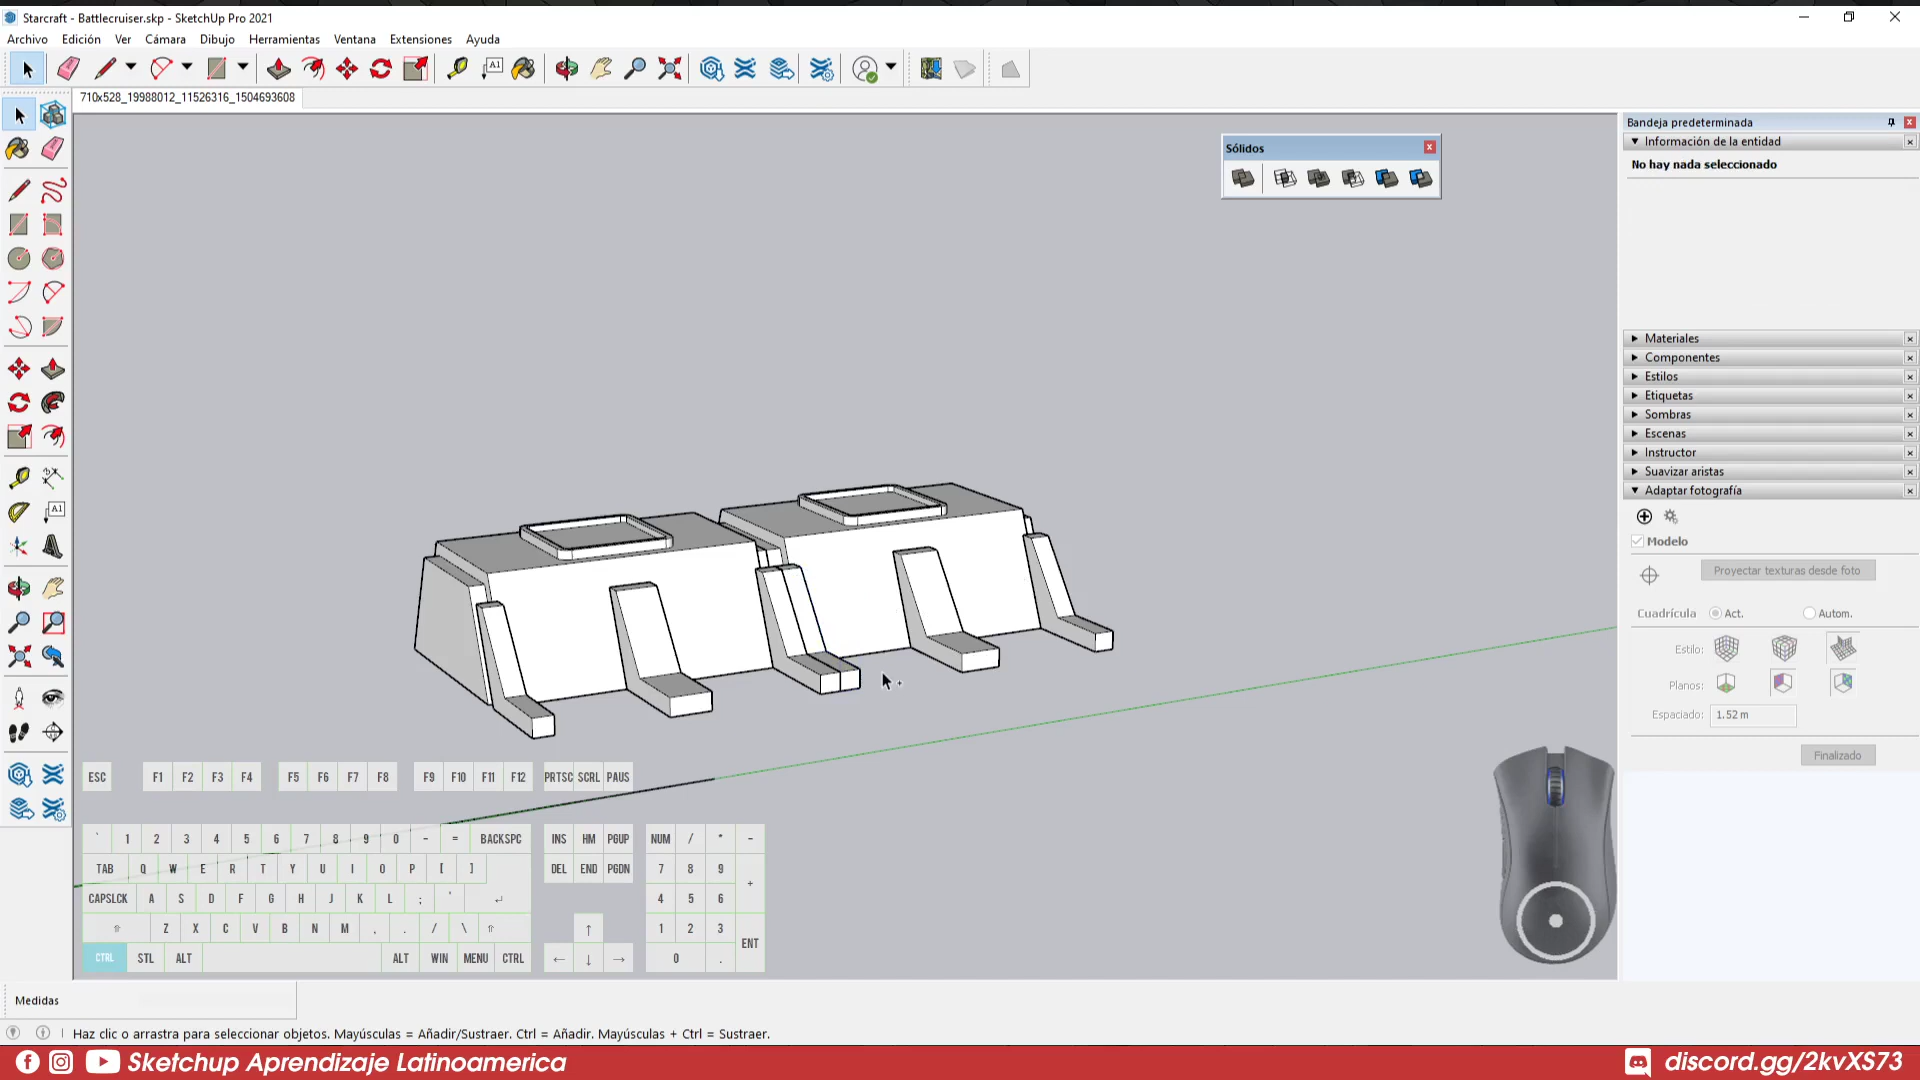 Starcraft - Battlecruiser.skp - SketchUp Pro 2021
Archivo Edición Ver Cámara Dibujo Herramientas Ventana Extensiones Ayuda
710x528_19988012_11526316_1504693608
Bandeja predeterminada
Información de la entidad
No hay nada seleccionado
Sólidos
Materiales
Componentes
Estilos
Etiquetas
Sombras
Escenas
Instructor
Suavizar aristas
Adaptar fotografía
Modelo
Proyectar texturas desde foto
Cuadrícula Act. Autom.
Estilo:
Planos:
Espaciado: 1.52 m
Finalizado
ESC F1 F2 F3 F4 F5 F6 F7 F8 F9 F10 F11 F12 PRTSC SCRL PAUS
` 1 2 3 4 5 6 7 8 9 0 - = BACKSPC INS HM PGUP NUM / * -
TAB Q W E R T Y U I O P [ ] DEL END PGDN 7 8 9 +
CAPSLCK A S D F G H J K L ; ' 4 5 6
Z X C V B N M , . / \ ↑ 1 2 3 ENT
CTRL STL ALT ALT WIN MENU CTRL ← ↓ → 0 .
Medidas
Haz clic o arrastra para seleccionar objetos. Mayúsculas = Añadir/Sustraer. Ctrl = Añadir. Mayúsculas + Ctrl = Sustraer.
Sketchup Aprendizaje Latinoamerica
discord.gg/2kvXS73